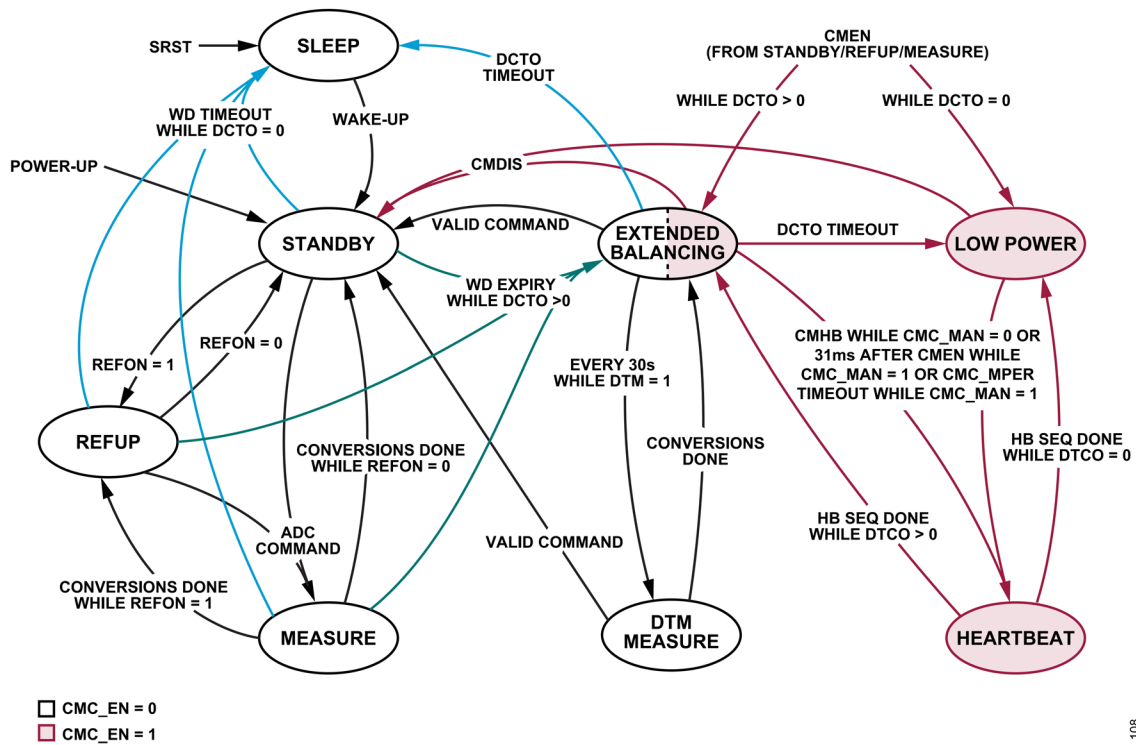 SRST
SLEEP
DCTO
TIMEOUT
CMEN
(FROM STANDBY/REFUP/MEASURE)
WD TIMEOUT
WHILE DCTO = 0
WAKE-UP
WHILE DCTO > 0
WHILE DCTO = 0
POWER-UP
CMDIS
STANDBY
VALID COMMAND
EXTENDED
BALANCING
DCTO TIMEOUT
LOW POWER
WD EXPIRY
WHILE DCTO >0
REFON = 1
REFON = 0
EVERY 30s
WHILE DTM = 1
CMHB WHILE CMC_MAN = 0 OR
31ms AFTER CMEN WHILE
CMC_MAN = 1 OR CMC_MPER
TIMEOUT WHILE CMC_MAN = 1
REFUP
CONVERSIONS DONE
WHILE REFON = 0
CONVERSIONS
DONE
HB SEQ DONE
WHILE DTCO = 0
ADC
COMMAND
VALID COMMAND
HB SEQ DONE
WHILE DTCO > 0
CONVERSIONS DONE
WHILE REFON = 1
MEASURE
DTM
MEASURE
HEARTBEAT
CMC_EN = 0
CMC_EN = 1
108